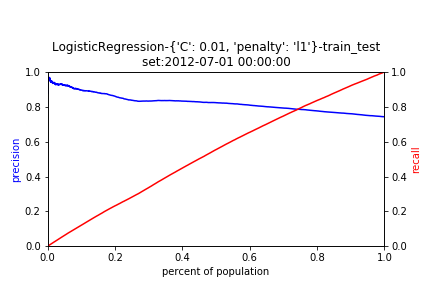 LogisticRegression-{'C': 0.01, 'penalty': 'l1'}-train_test
set:2012-07-01 00:00:00
1.0
0.8
0.6
0.4
0.2
0.0
precision
1.0
0.8
0.6
0.4
0.2
0.0
recall
0.0 0.2 0.4 0.6 0.8 1.0
percent of population